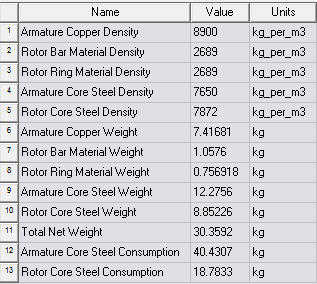 Name Value Units
1 Armature Copper Density 8900 kg_per_m3
2 Rotor Bar Material Density 2689 kg_per_m3
3 Rotor Ring Material Density 2689 kg_per_m3
4 Armature Core Steel Density 7650 kg_per_m3
5 Rotor Core Steel Density 7872 kg_per_m3
6 Armature Copper Weight 7.41681 kg
7 Rotor Bar Material Weight 1.0576 kg
8 Rotor Ring Material Weight 0.756918 kg
9 Armature Core Steel Weight 12.2756 kg
10 Rotor Core Steel Weight 8.85226 kg
11 Total Net Weight 30.3592 kg
12 Armature Core Steel Consumption 40.4307 kg
13 Rotor Core Steel Consumption 18.7833 kg